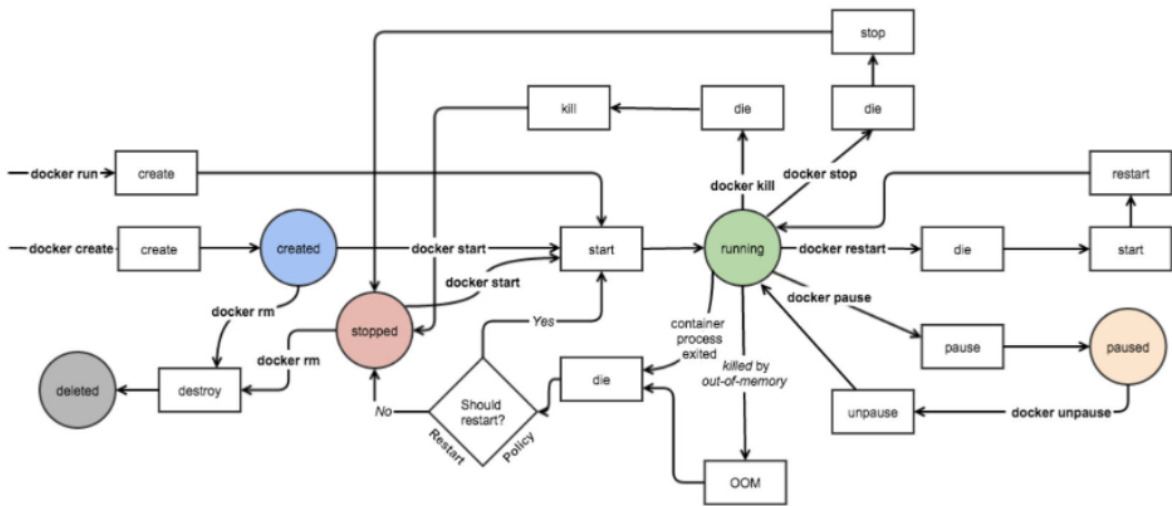 stop
kill
die
die
docker run
create
docker kill
docker stop
restart
docker create
create
created
docker start
start
running
docker restart
die
start
docker start
docker rm
docker pause
stopped
Yes
container
process
exited
docker rm
pause
paused
killed by
out-of-memory
deleted
destroy
die
No
Should
restart?
Restart
Policy
unpause
docker unpause
OOM